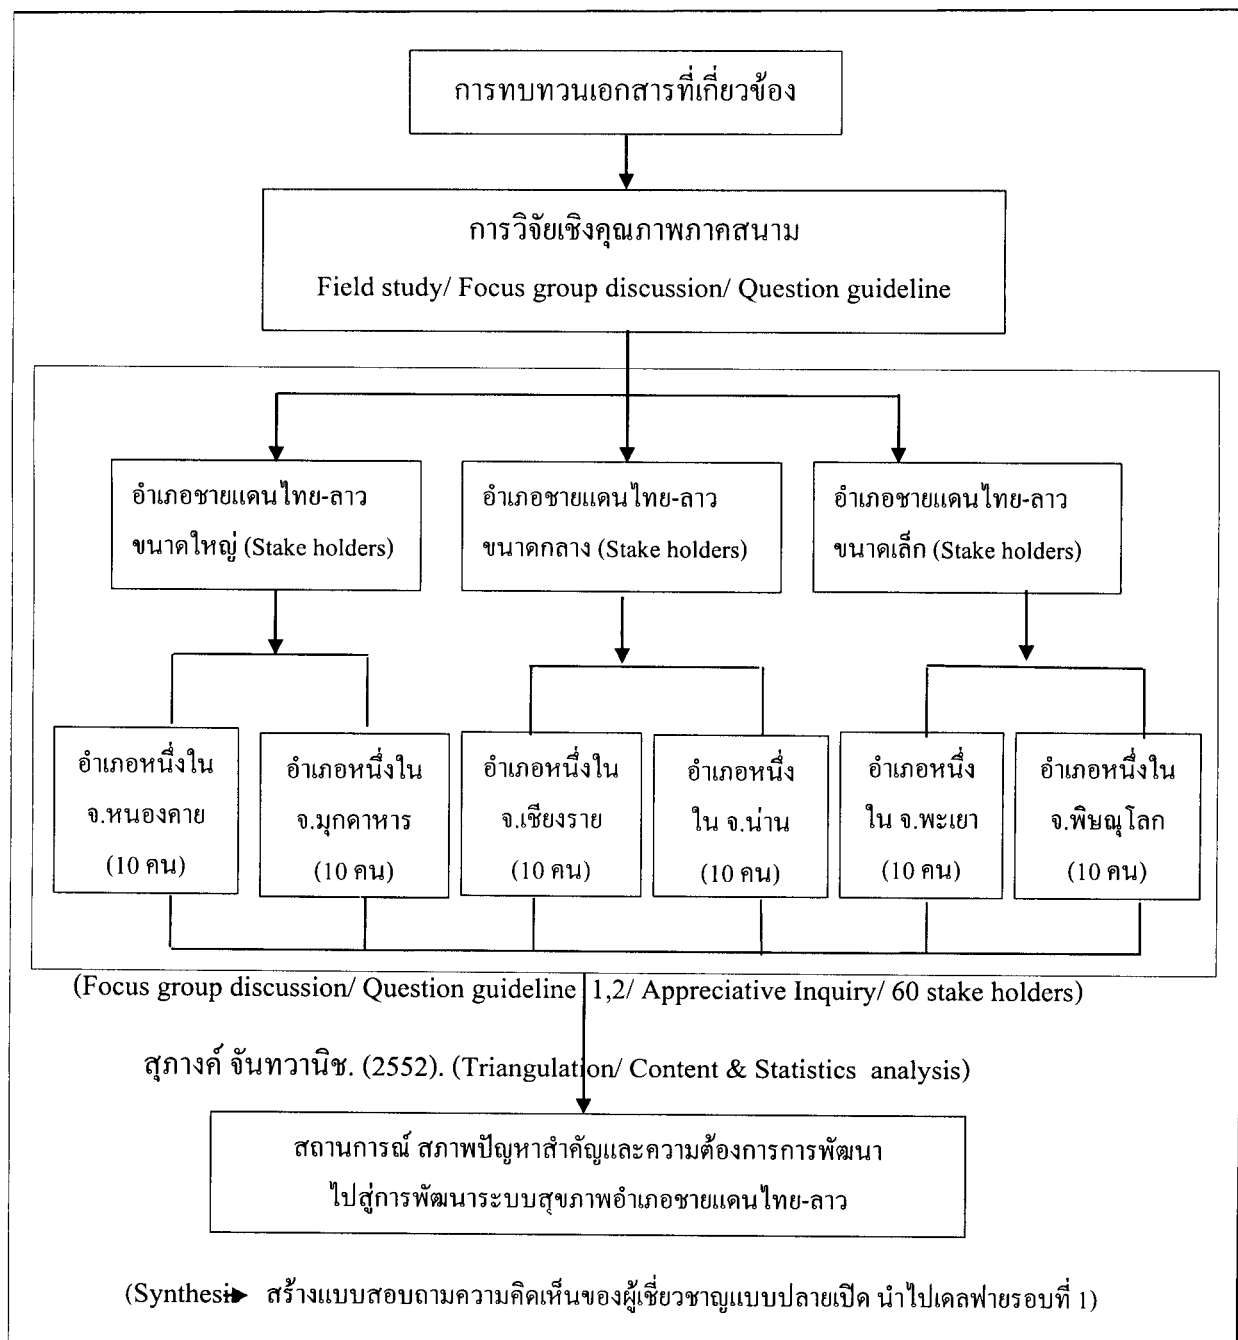 การทบทวนเอกสารที่เกี่ยวข้อง
การวิจัยเชิงคุณภาพภาคสนาม
Field study/ Focus group discussion/ Question guideline
อำเภอชายแดนไทย-ลาว
ขนาดใหญ่ (Stake holders)
อำเภอชายแดนไทย-ลาว
ขนาดกลาง (Stake holders)
อำเภอชายแดนไทย-ลาว
ขนาดเล็ก (Stake holders)
อำเภอหนึ่งใน
จ.หนองคาย
(10 คน)
อำเภอหนึ่งใน
จ.มุกดาหาร
(10 คน)
อำเภอหนึ่งใน
จ.เชียงราย
(10 คน)
อำเภอหนึ่ง
ใน จ.น่าน
(10 คน)
อำเภอหนึ่ง
ใน จ.พะเยา
(10 คน)
อำเภอหนึ่งใน
จ.พิษณุโลก
(10 คน)
(Focus group discussion/ Question guideline 1,2/ Appreciative Inquiry/ 60 stake holders)
สุภางค์ จันทวานิช. (2552). (Triangulation/ Content & Statistics analysis)
สถานการณ์ สภาพปัญหาสำคัญและความต้องการการพัฒนา
ไปสู่การพัฒนาระบบสุขภาพอำเภอชายแดนไทย-ลาว
(Synthesis สร้างแบบสอบถามความคิดเห็นของผู้เชี่ยวชาญแบบปลายเปิด นำไปเดลฟายรอบที่ 1)